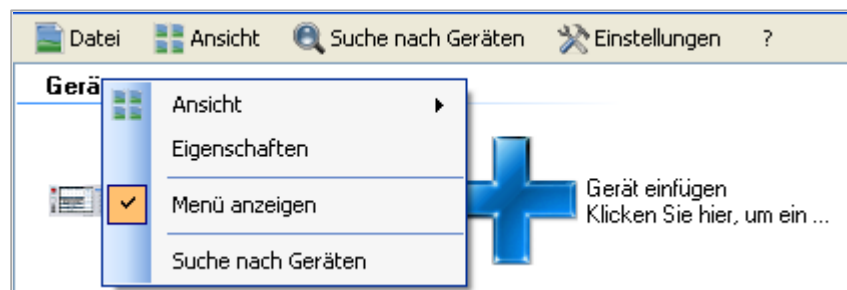 Datei Ansicht Suche nach Geräten Einstellungen ?
Gerä
Ansicht
Eigenschaften
Menü anzeigen
Suche nach Geräten
Gerät einfügen
Klicken Sie hier, um ein ...